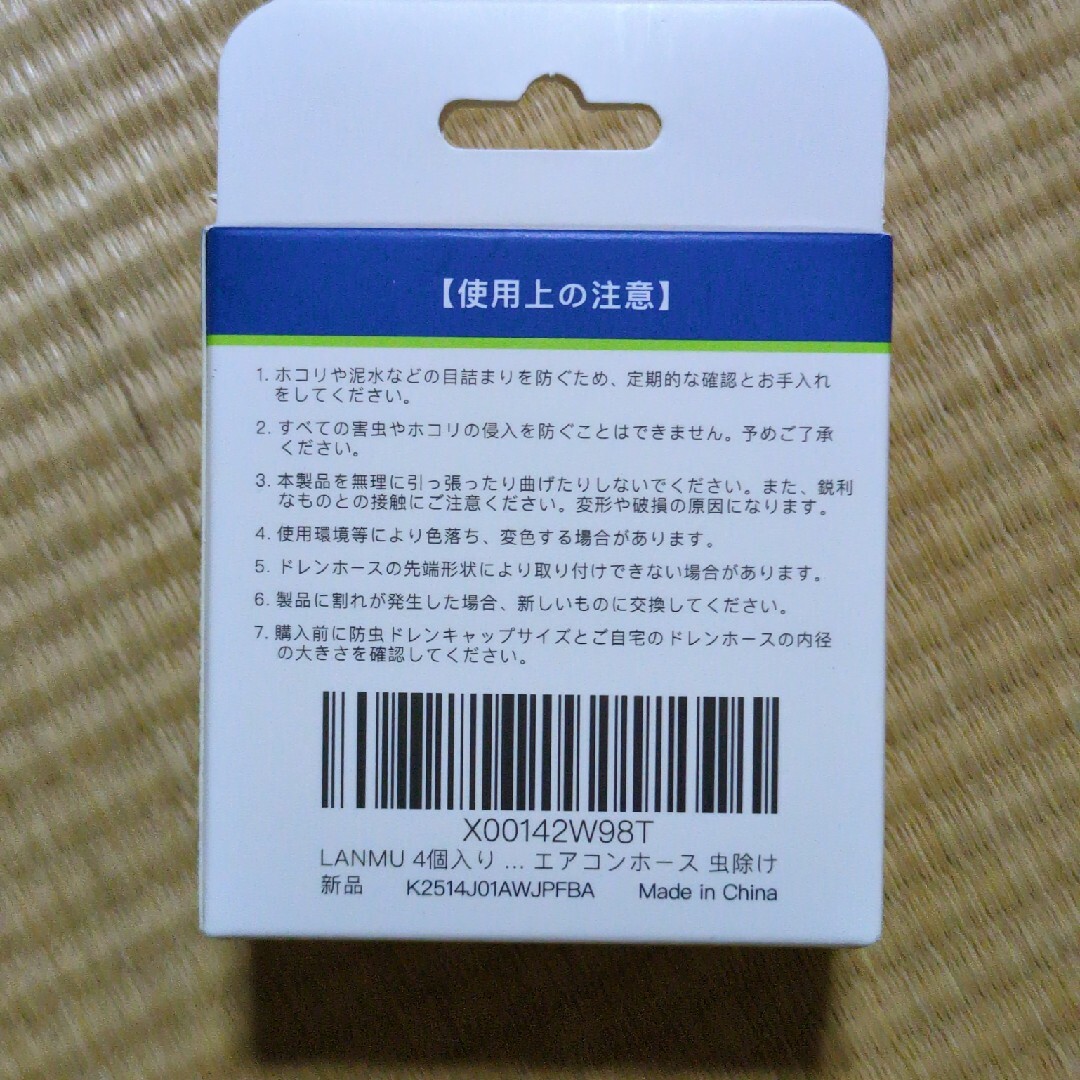 【使用上の注意】
1. ホコリや泥水などの目詰まりを防ぐため、定期的な確認とお手入れ
をしてください。
2. すべての害虫やホコリの侵入を防ぐことはできません。予めご了承
ください。
3. 本製品を無理に引っ張ったり曲げたりしないでください。また、鋭利
なものとの接触にご注意ください。変形や破損の原因になります。
4. 使用環境等により色落ち、変色する場合があります。
5. ドレンホースの先端形状により取り付けできない場合があります。
6. 製品に割れが発生した場合、新しいものに交換してください。
7. 購入前に防虫ドレンキャップサイズとご自宅のドレンホースの内径
の大きさを確認してください。
X00142W98T
LANMU 4個入り ... エアコンホース 虫除け
新品 K2514J01AWJPFBA Made in China